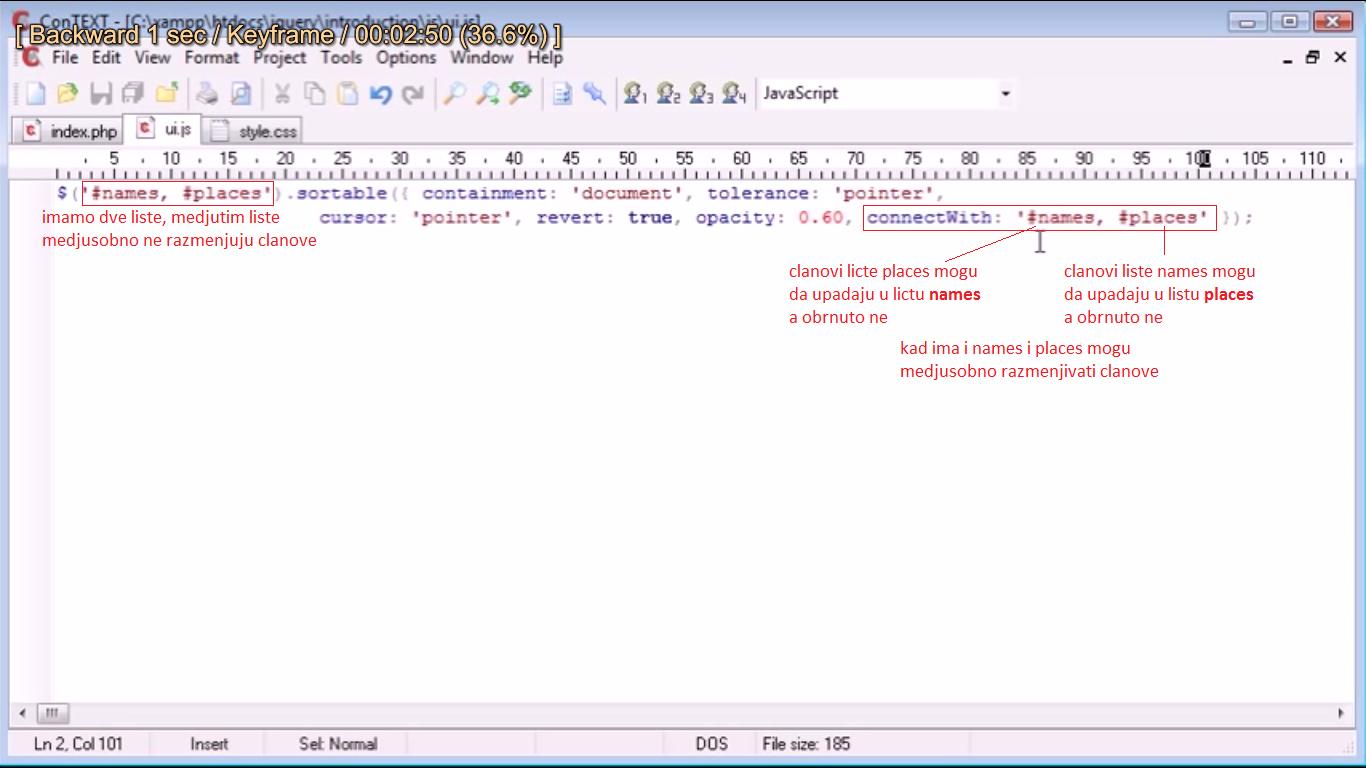 ConTEXT - [C:\xampp\htdocs\jquery\introduction\js\ui.js]
[ Backward 1 sec / Keyframe / 00:02:50 (36.6%) ]
File Edit View Format Project Tools Options Window Help
1 2 3 4 JavaScript
index.php ui.js style.css
5 10 15 20 25 30 35 40 45 50 55 60 65 70 75 80 85 90 95 100 105 110
$('#names, #places').sortable({ containment: 'document', tolerance: 'pointer',
cursor: 'pointer', revert: true, opacity: 0.60, connectWith: '#names, #places' });
imamo dve liste, medjutim liste
medjusobno ne razmenjuju clanove
clanovi licte places mogu
da upadaju u lictu names
a obrnuto ne
clanovi liste names mogu
da upadaju u listu places
a obrnuto ne
kad ima i names i places mogu
medjusobno razmenjivati clanove
Ln 2, Col 101 Insert Sel: Normal DOS File size: 185